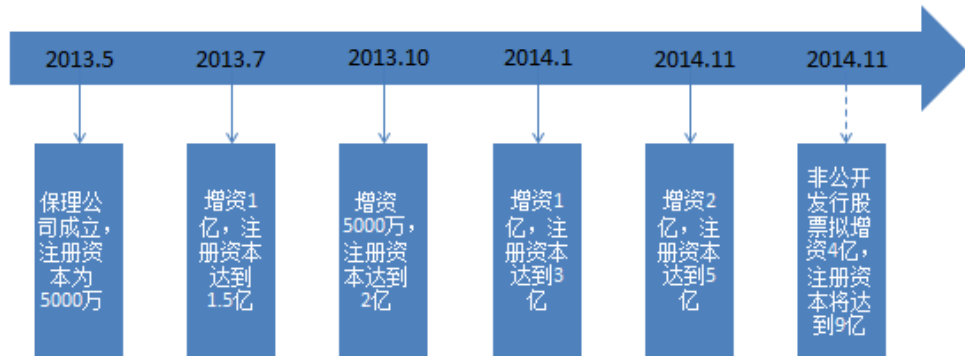 2013.5
2013.7
2013.10
2014.1
2014.11
2014.11
保理公
司成立，
注册资
本为
5000万
增资1
亿，注
册资本
达到
1.5亿
增资
5000万，
注册资
本达到
2亿
增资1
亿，注
册资本
达到3
亿
增资2
亿，注
册资本
达到5
亿
非公开
发行股
票拟增
资4亿，
注册资
本将达
到9亿